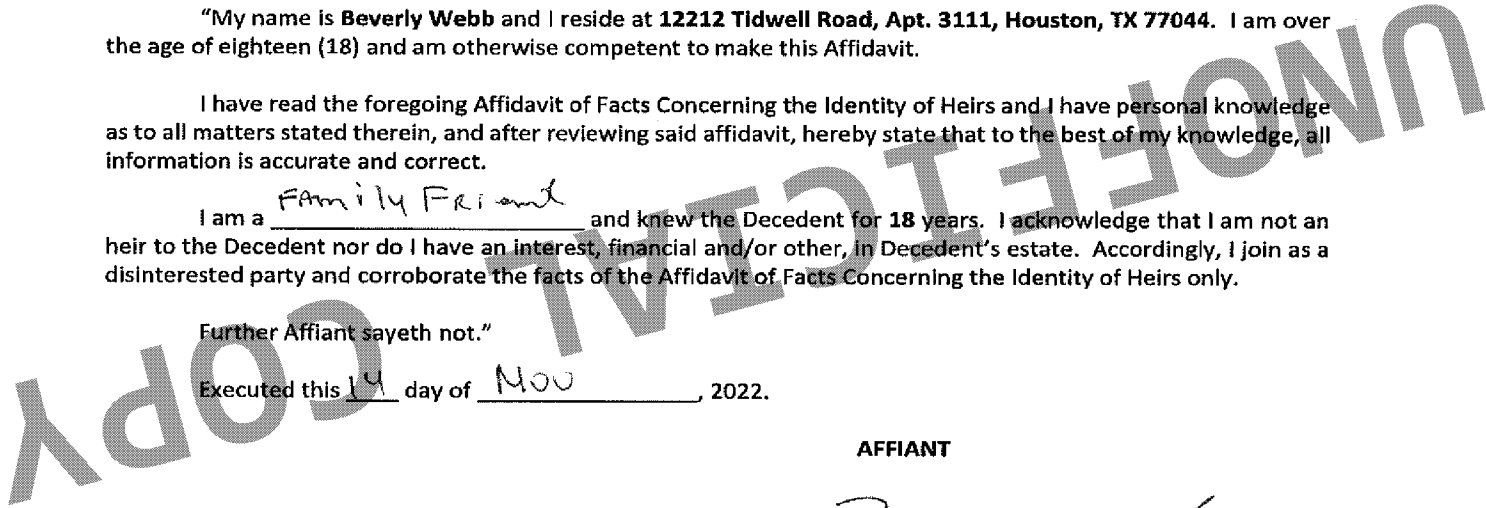 "My name is Beverly Webb and I reside at 12212 Tidwell Road, Apt. 3111, Houston, TX 77044. I am over
the age of eighteen (18) and am otherwise competent to make this Affidavit.
I have read the foregoing Affidavit of Facts Concerning the Identity of Heirs and I have personal knowledge
as to all matters stated therein, and after reviewing said affidavit, hereby state that to the best of my knowledge, all
information is accurate and correct.
I am a FAmily FRiend and knew the Decedent for 18 years. I acknowledge that I am not an
heir to the Decedent nor do I have an interest, financial and/or other, in Decedent's estate. Accordingly, I join as a
disinterested party and corroborate the facts of the Affidavit of Facts Concerning the Identity of Heirs only.
Further Affiant sayeth not."
Executed this 14 day of Nov, 2022.
AFFIANT
UNOFFICIAL COPY